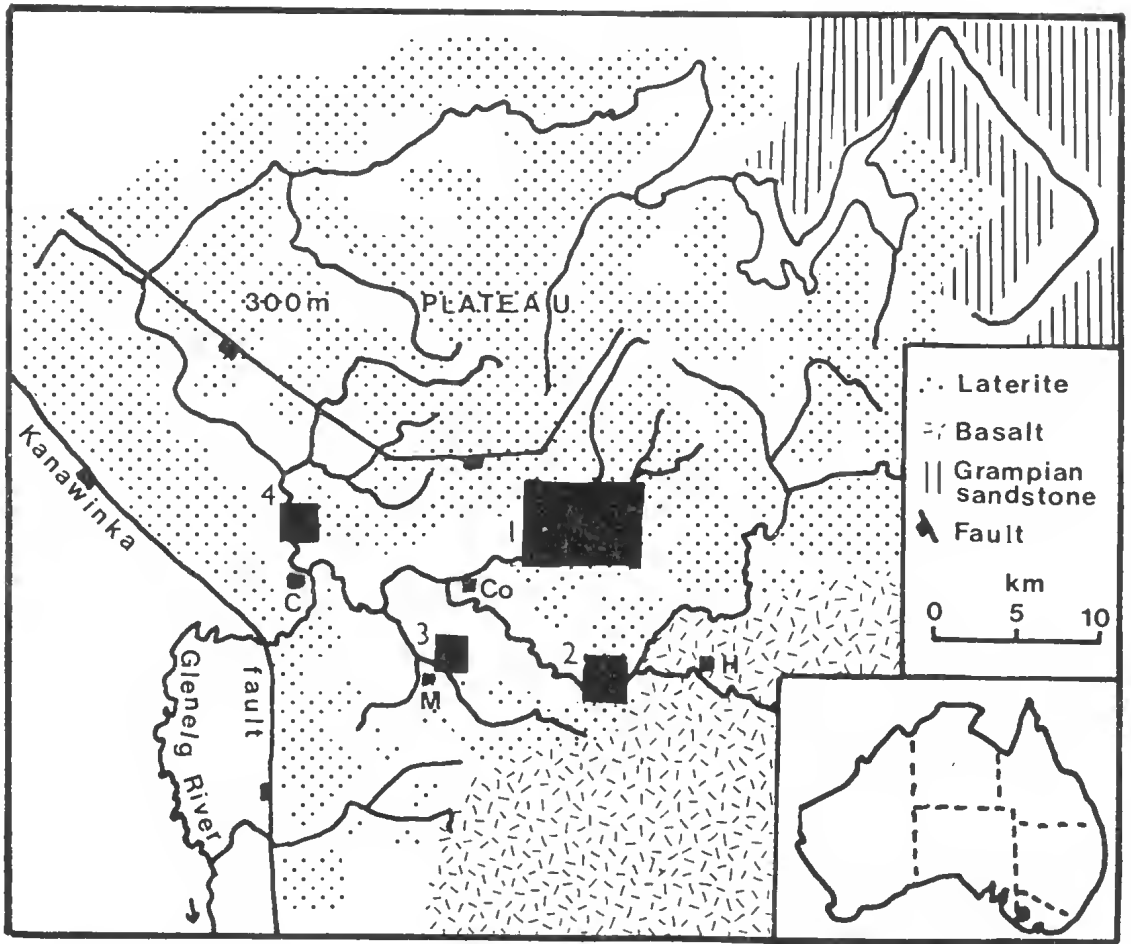 300m PLATEAU
Kanawinka
fault
Glenelg River
4
C
1
Co
3
M
2
H
Laterite
Basalt
Grampian
sandstone
Fault
km
0 5 10